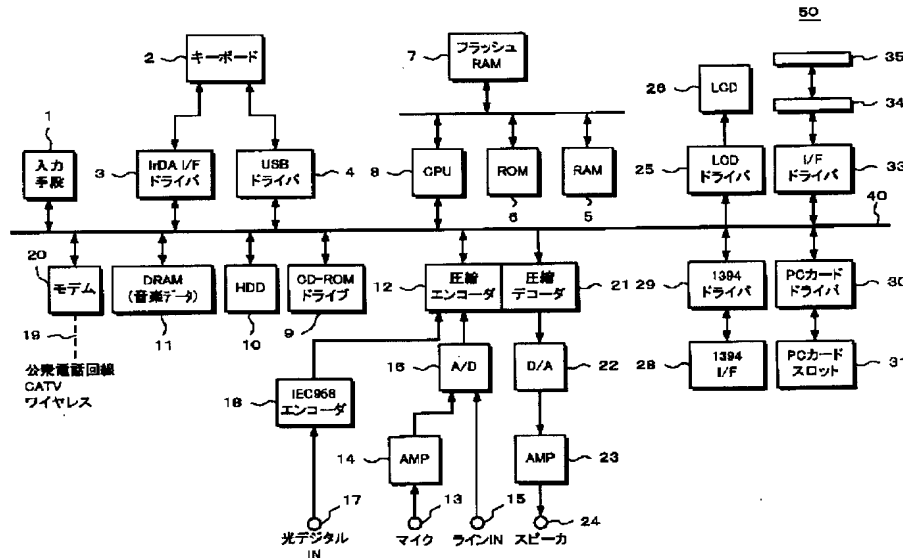 50
2
キーボード
7
フラッシュ
RAM
35
26
LCD
34
1
入力
手段
3
IrDA I/F
ドライバ
USB
ドライバ
4
8
CPU
ROM
6
RAM
5
25
LCD
ドライバ
I/F
ドライバ
33
40
20
モデム
DRAM
(音楽データ)
11
HDD
10
CD-ROM
ドライブ
9
12
圧縮
エンコーダ
圧縮
デコーダ
21
29
1394
ドライバ
PCカード
ドライバ
30
19
公衆電話回線
CATV
ワイヤレス
18
IEC958
エンコーダ
16
A/D
D/A
22
28
1394
I/F
PCカード
スロット
31
14
AMP
AMP
23
17
光デジタル
IN
13
マイク
15
ラインIN
24
スピーカ